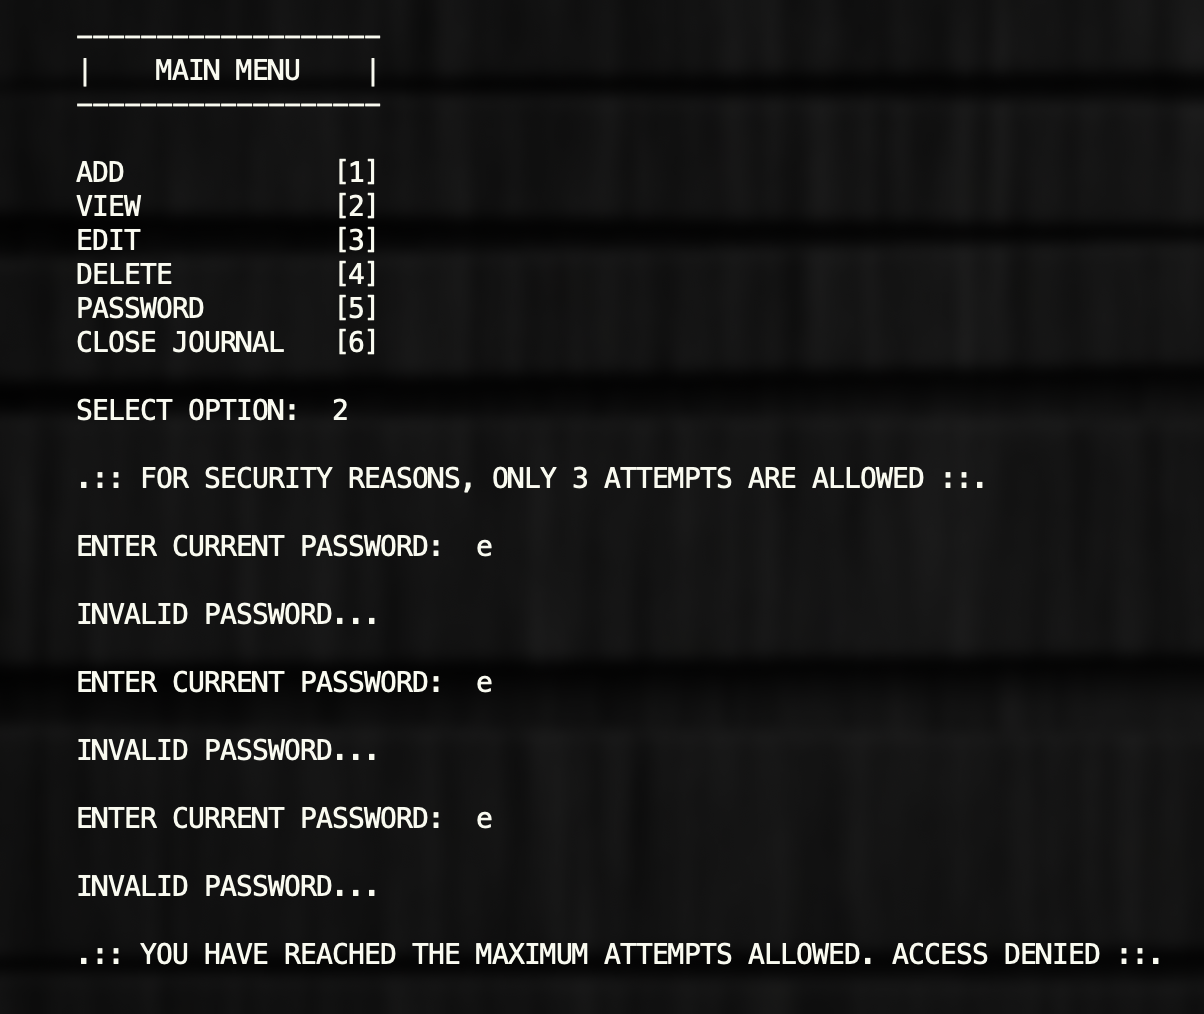 -------------------
|    MAIN MENU    |
-------------------
ADD [1]
VIEW [2]
EDIT [3]
DELETE [4]
PASSWORD [5]
CLOSE JOURNAL [6]
SELECT OPTION: 2
.:: FOR SECURITY REASONS, ONLY 3 ATTEMPTS ARE ALLOWED ::.
ENTER CURRENT PASSWORD: e
INVALID PASSWORD...
ENTER CURRENT PASSWORD: e
INVALID PASSWORD...
ENTER CURRENT PASSWORD: e
INVALID PASSWORD...
.:: YOU HAVE REACHED THE MAXIMUM ATTEMPTS ALLOWED. ACCESS DENIED ::.